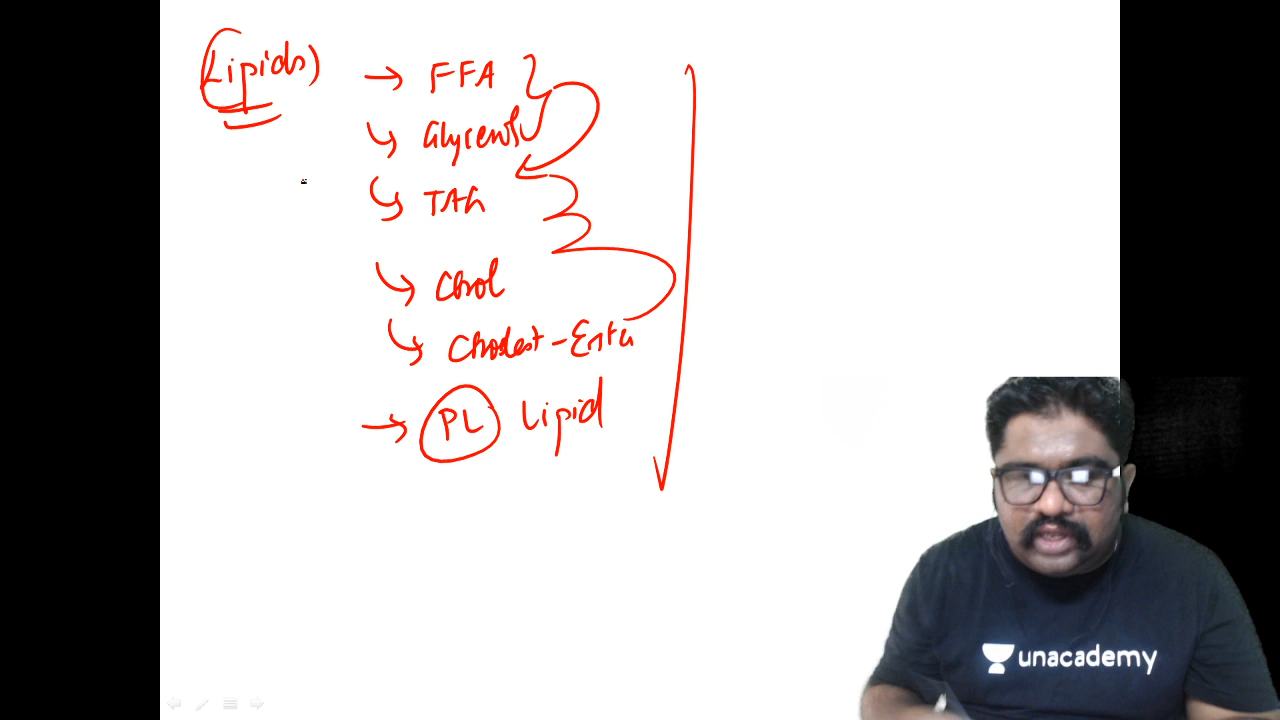 (Lipids)
→ FFA
Glycerol
TAG
Chol
Cholest-Ester
→ PL Lipid
unacademy